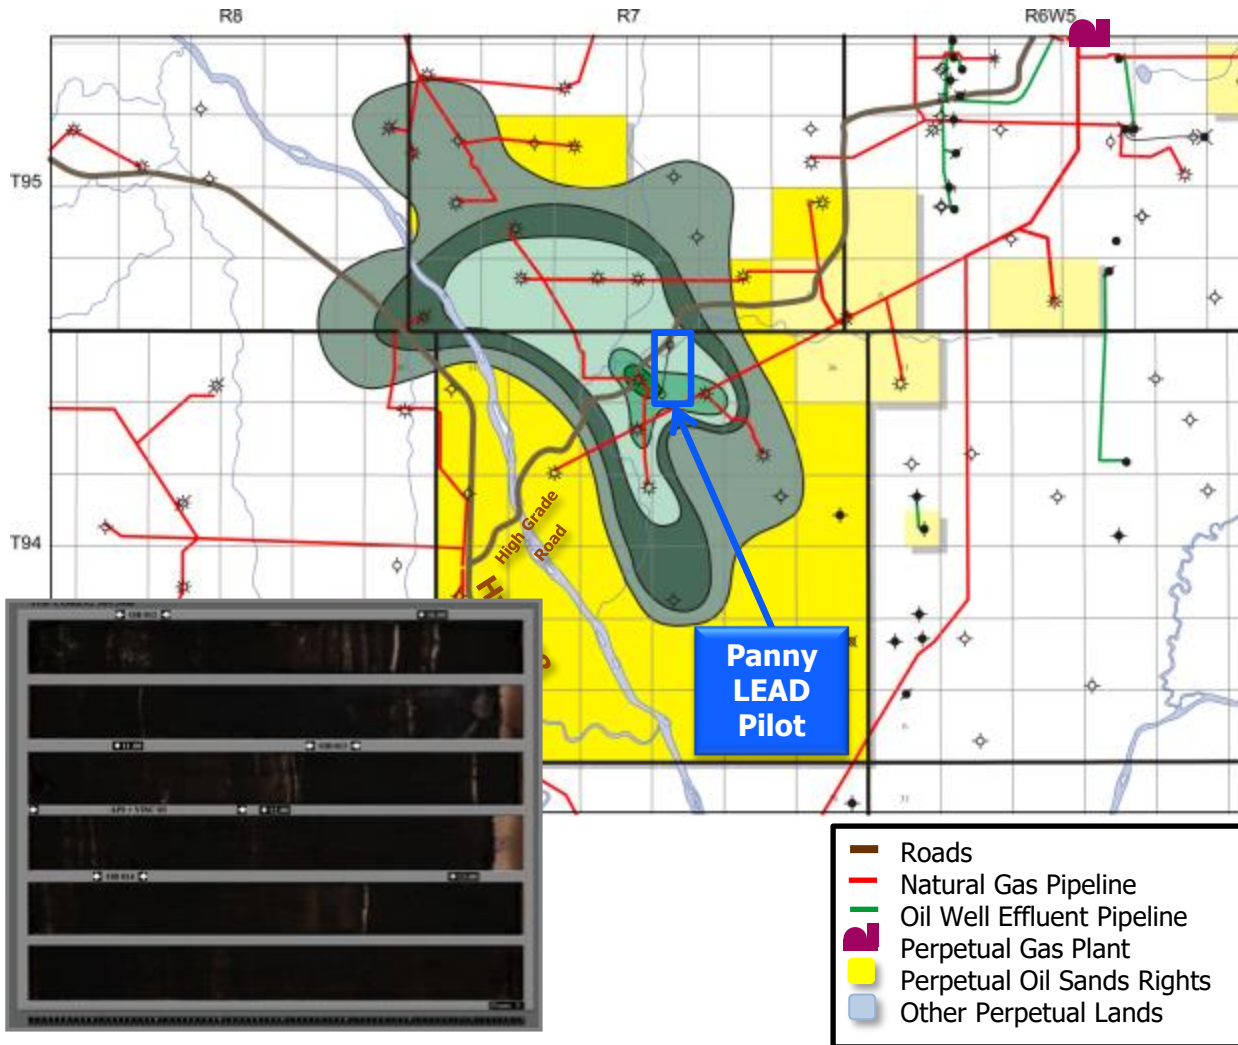 R8
R7
R6W5
T95
T94
High Grade
Road
Panny
LEAD
Pilot
Roads
Natural Gas Pipeline
Oil Well Effluent Pipeline
Perpetual Gas Plant
Perpetual Oil Sands Rights
Other Perpetual Lands